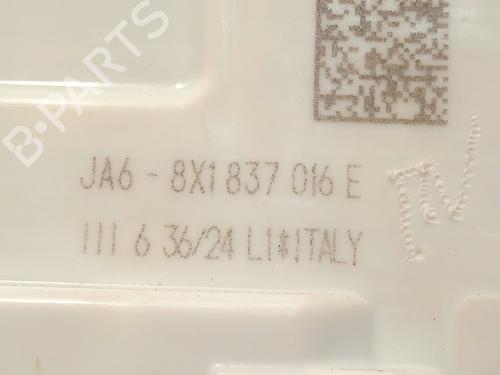 B-PARTS
JA6 - 8X1 837 016 E
III 6 36/24 L1$ITALY